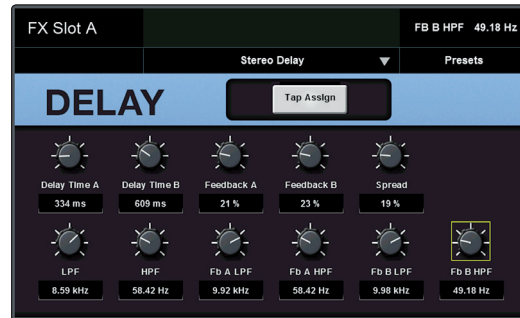 FX Slot A
FB B HPF 49.18 Hz
Stereo Delay
Presets
DELAY
Tap Assign
Delay Time A
Delay Time B
Feedback A
Feedback B
Spread
334 ms
609 ms
21 %
23 %
19 %
LPF
HPF
Fb A LPF
Fb A HPF
Fb B LPF
Fb B HPF
8.59 kHz
58.42 Hz
9.92 kHz
58.42 Hz
9.98 kHz
49.18 Hz